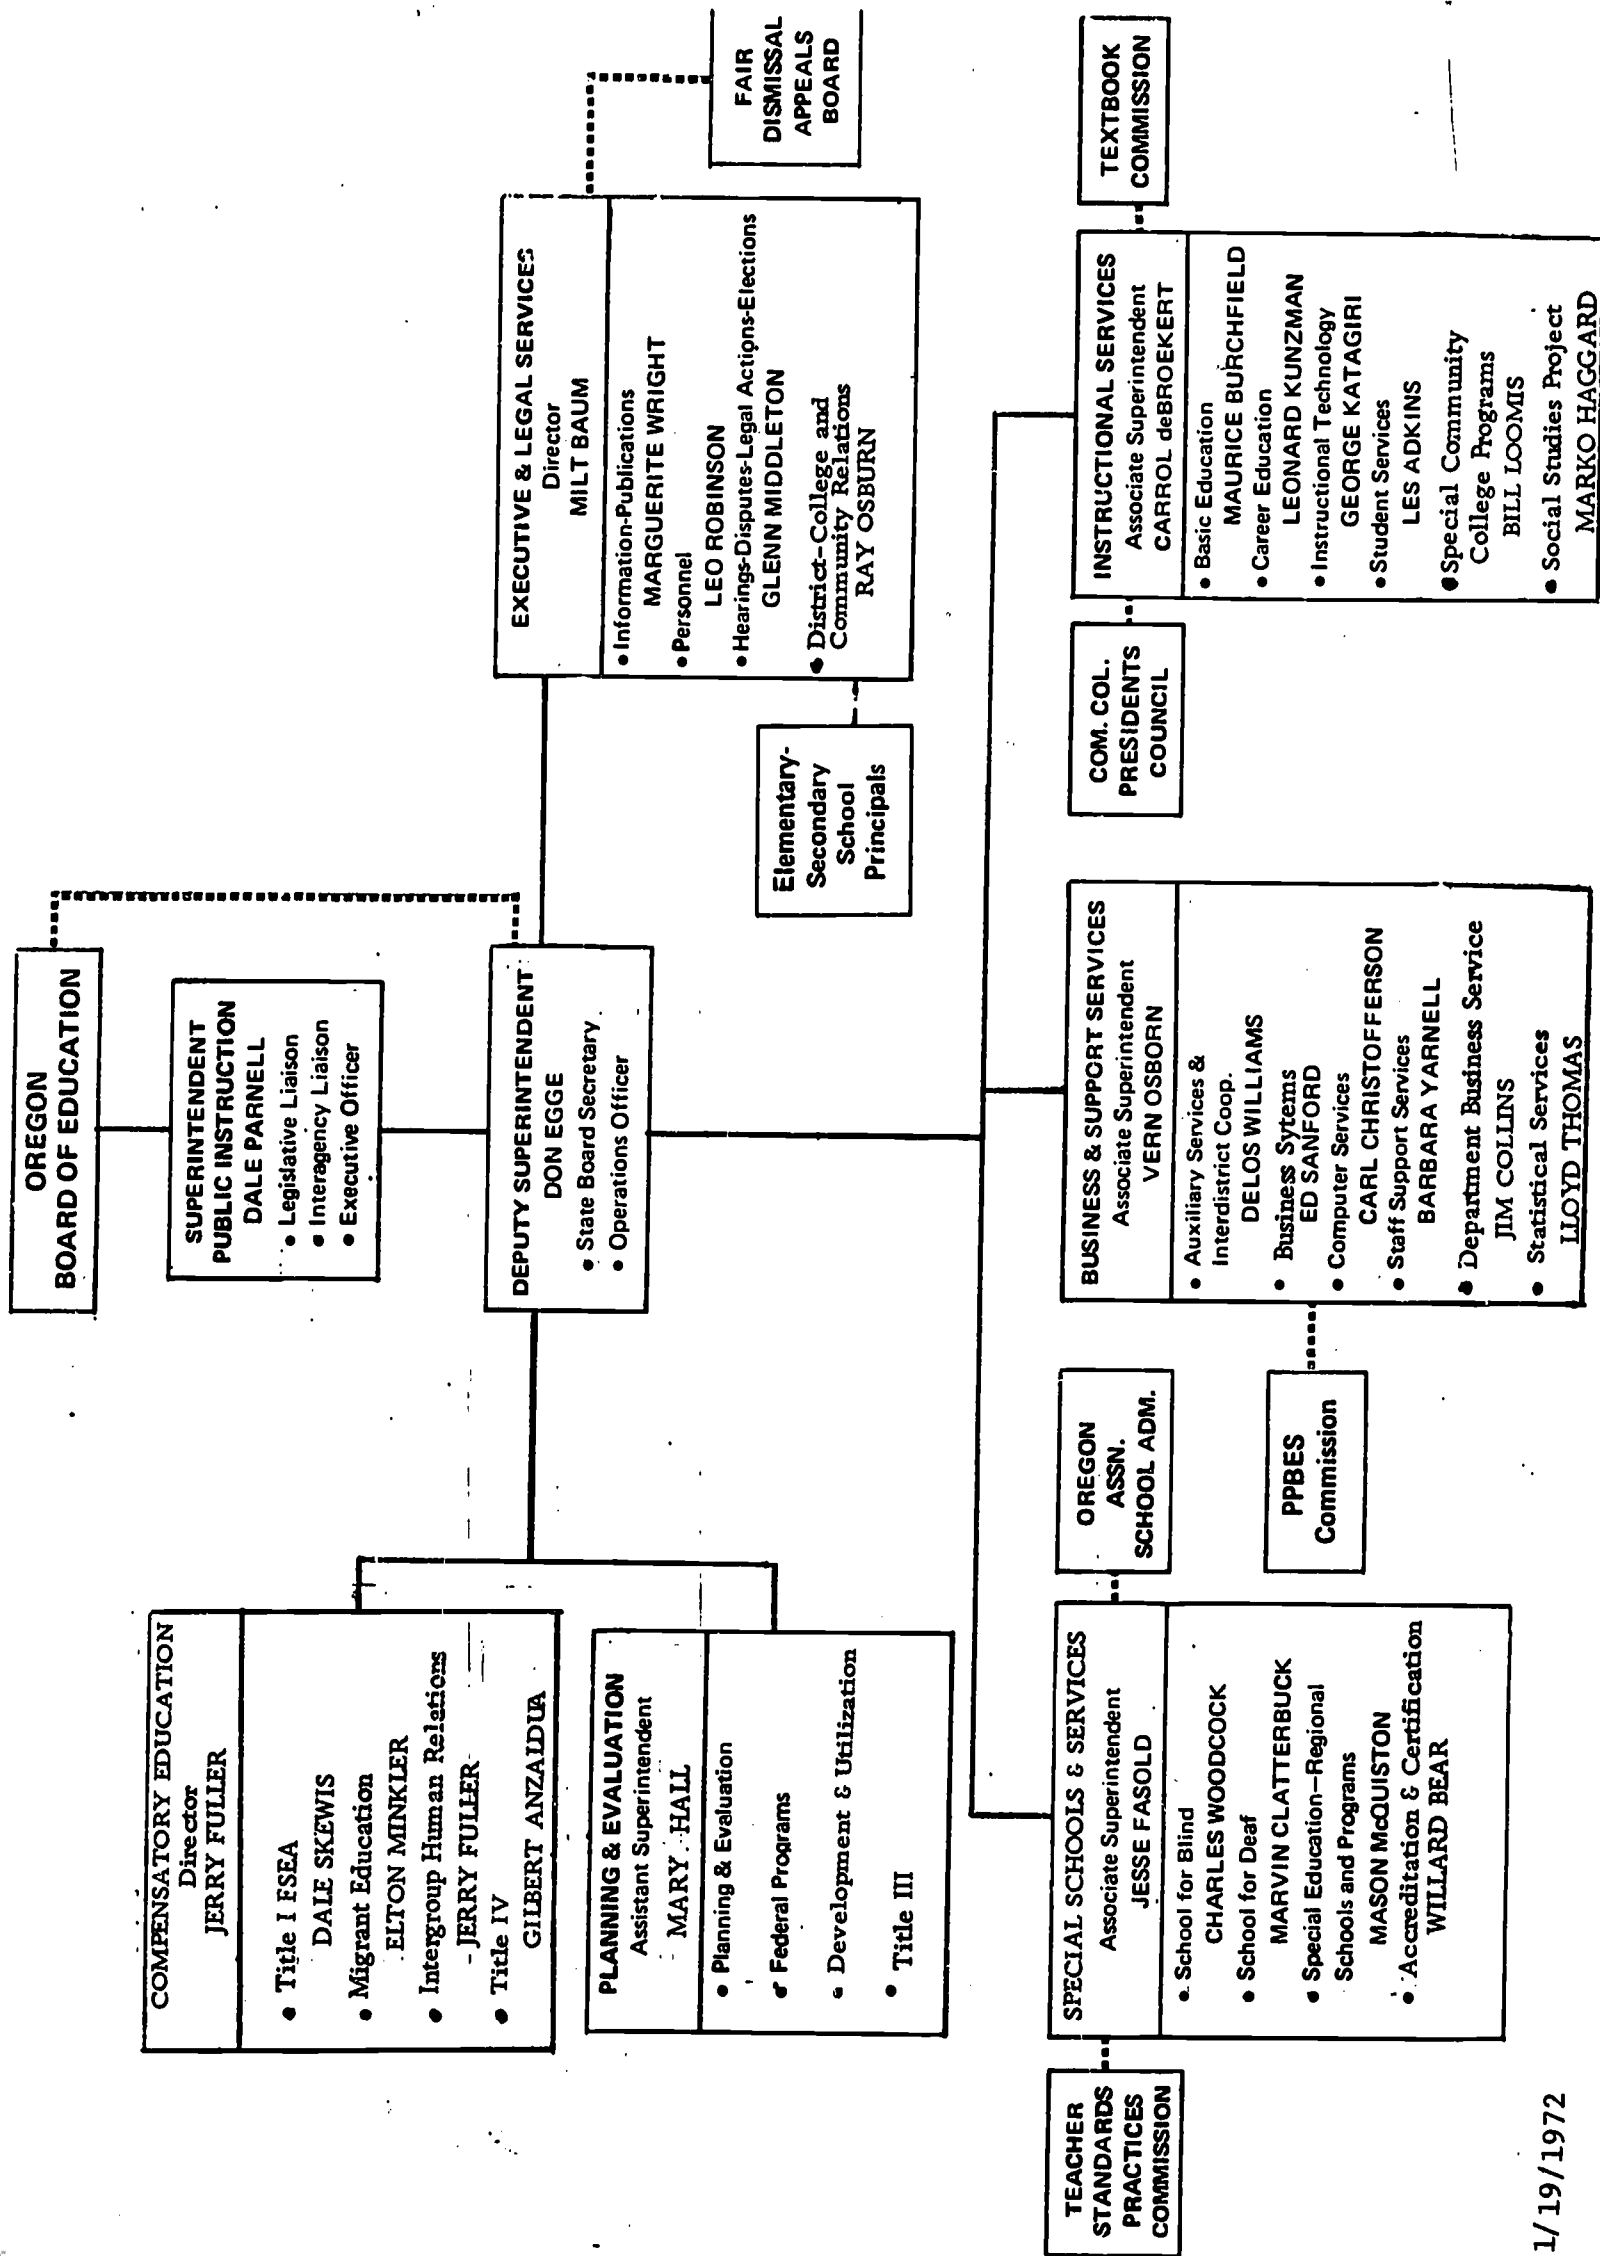 OREGON
BOARD OF EDUCATION
SUPERINTENDENT
PUBLIC INSTRUCTION
DALE PARNELL
• Legislative Liaison
• Interagency Liaison
• Executive Officer
DEPUTY SUPERINTENDENT
DON EGGE
• State Board Secretary
• Operations Officer
COMPENSATORY EDUCATION
Director
JERRY FULLER
• Title I ESEA
DALE SKEWIS
• Migrant Education
ELTON MINKLER
• Intergroup Human Relations
JERRY FULLER
• Title IV
GILBERT ANZALDUA
PLANNING & EVALUATION
Assistant Superintendent
MARY HALL
• Planning & Evaluation
• Federal Programs
• Development & Utilization
• Title III
EXECUTIVE & LEGAL SERVICES
Director
MILT BAUM
• Information-Publications
MARGUERITE WRIGHT
• Personnel
LEO ROBINSON
• Hearings-Disputes-Legal Actions-Elections
GLENN MIDDLETON
• District-College and
Community Relations
RAY OSBURN
FAIR
DISMISSAL
APPEALS
BOARD
Elementary-
Secondary
School
Principals
TEACHER
STANDARDS
PRACTICES
COMMISSION
SPECIAL SCHOOLS & SERVICES
Associate Superintendent
JESSE FASOLD
• School for Blind
CHARLES WOODCOCK
• School for Deaf
MARVIN CLATTERBUCK
• Special Education-Regional
Schools and Programs
MASON McQUISTON
• Accreditation & Certification
WILLARD BEAR
OREGON
ASSN.
SCHOOL ADM.
PPBES
Commission
BUSINESS & SUPPORT SERVICES
Associate Superintendent
VERN OSBORN
• Auxiliary Services &
Interdistrict Coop.
DELOS WILLIAMS
• Business Sytems
ED SANFORD
• Computer Services
CARL CHRISTOFFERSON
• Staff Support Services
BARBARA YARNELL
• Department Business Service
JIM COLLINS
• Statistical Services
LLOYD THOMAS
COM. COL.
PRESIDENTS
COUNCIL
INSTRUCTIONAL SERVICES
Associate Superintendent
CARROL deBROEKERT
• Basic Education
MAURICE BURCHFIELD
• Career Education
LEONARD KUNZMAN
• Instructional Technology
GEORGE KATAGIRI
• Student Services
LES ADKINS
• Special Community
College Programs
BILL LOOMIS
• Social Studies Project
MARKO HAGGARD
TEXTBOOK
COMMISSION
1/19/1972